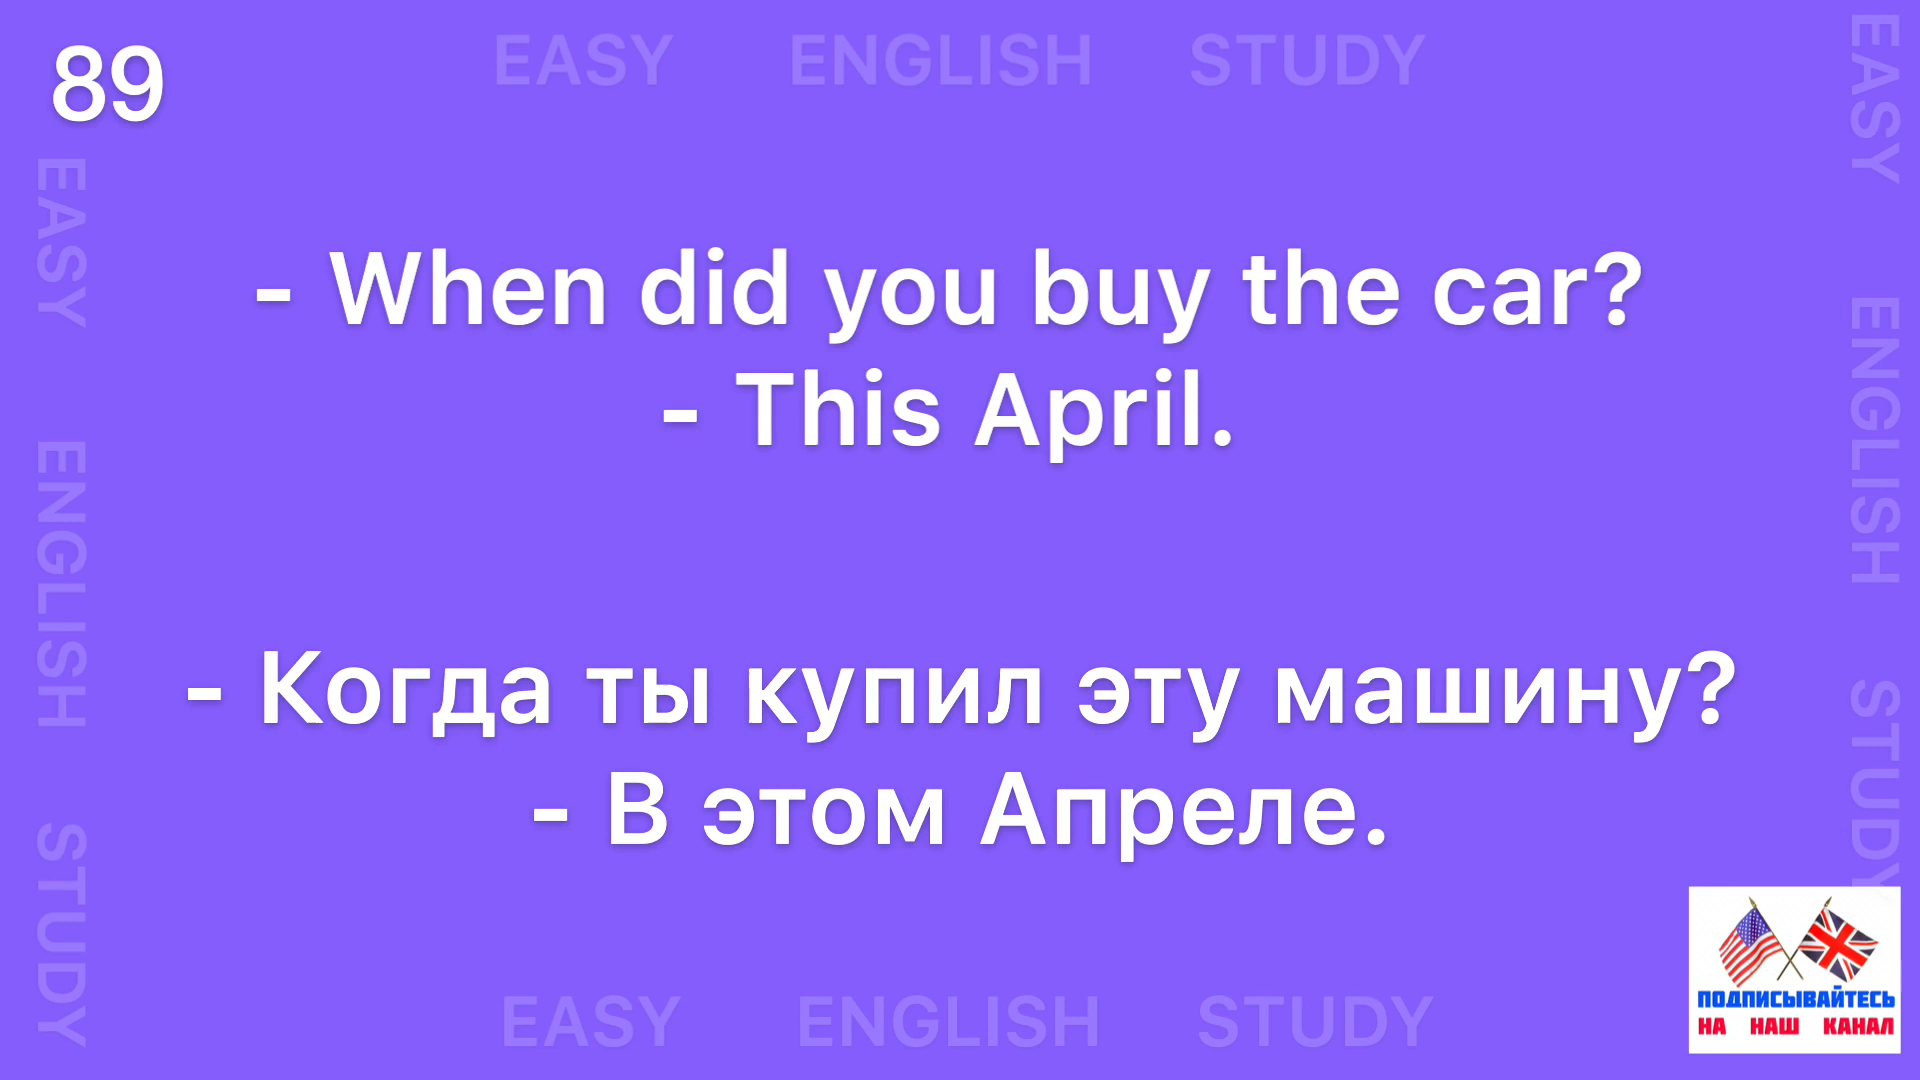 89
EASY ENGLISH STUDY
EASY ENGLISH STUDY
EASY ENGLISH STUDY
- When did you buy the car?
- This April.
- Когда ты купил эту машину?
- В этом Апреле.
ПОДПИСЫВАЙТЕСЬ
НА НАШ КАНАЛ
EASY ENGLISH STUDY